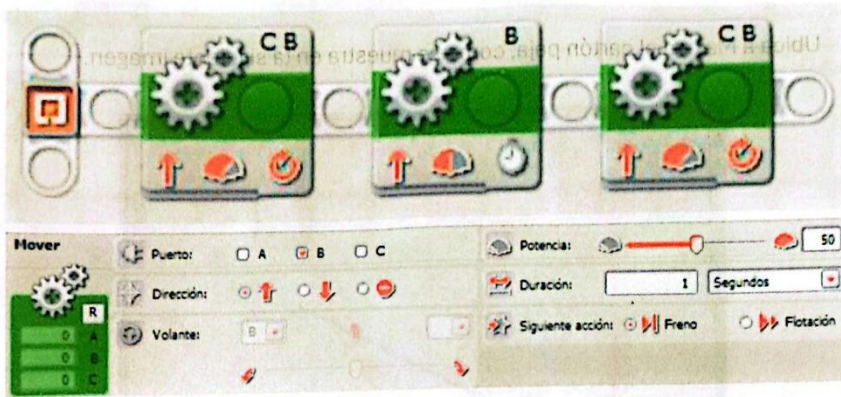 C B
B
C B
Mover
Puerto: A B C
Potencia: 50
R
Dirección:
Duración: 1 Segundos
0 A
Volante: B
Siguiente acción: Freno Flotación
0 B
0 C